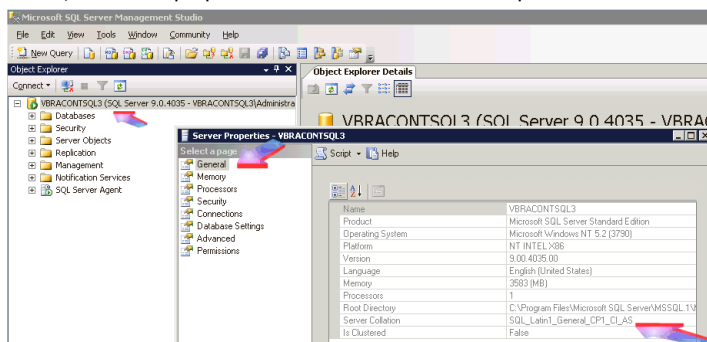 Microsoft SQL Server Management Studio
File Edit View Tools Window Community Help
New Query
Object Explorer
Object Explorer Details
Connect
VBRACONTSQL3 (SQL Server 9.0.4035 - VBRACONTSQL3\Administra
VBRACONTSQL3 (SQL Server 9.0.4035 - VBRA
Databases
Security
Server Objects
Replication
Management
Notification Services
SQL Server Agent
Server Properties - VBRACONTSQL3
Select a page
Script Help
General
Memory
Processors
Security
Connections
Database Settings
Advanced
Permissions
Name VBRACONTSQL3
Product Microsoft SQL Server Standard Edition
Operating System Microsoft Windows NT 5.2 (3790)
Platform NT INTEL X86
Version 9.00.4035.00
Language English (United States)
Memory 3583 (MB)
Processors 1
Root Directory C:\Program Files\Microsoft SQL Server\MSSQL.1\M
Server Collation SQL_Latin1_General_CP1_CI_AS
Is Clustered False